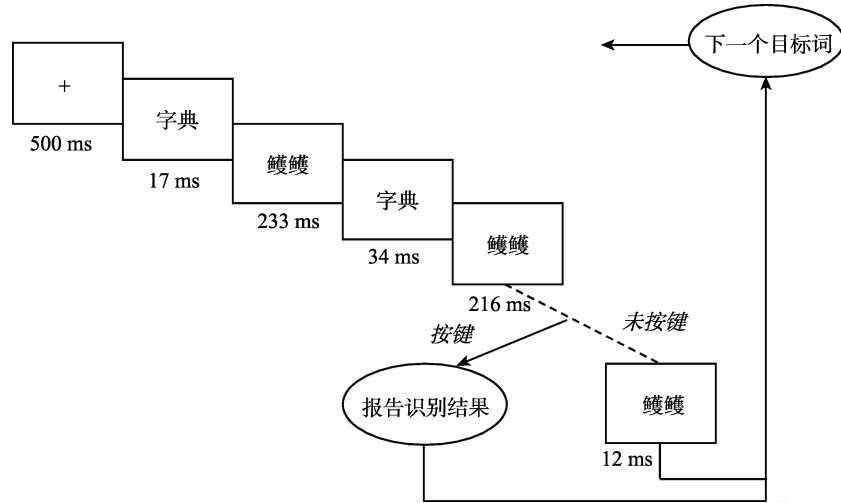 下一个目标词
+
500 ms
字典
17 ms
鳠鳠
233 ms
字典
34 ms
鳠鳠
216 ms
按键
未按键
报告识别结果
鳠鳠
12 ms